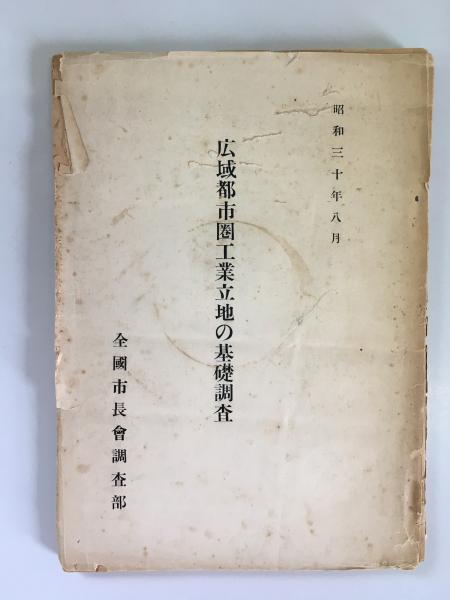 昭和三十年八月
広域都市圏工業立地の基礎調査
全國市長會調査部